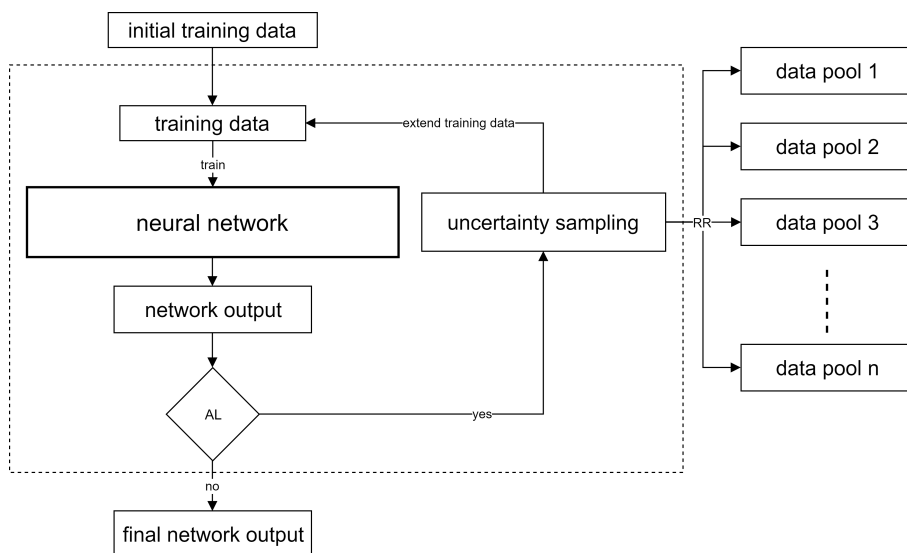 initial training data
training data
extend training data
train
neural network
uncertainty sampling
network output
AL
yes
no
final network output
RR
data pool 1
data pool 2
data pool 3
data pool n